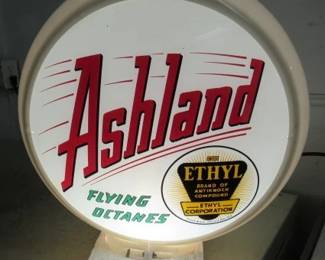 Ashland
FLYING
OCTANES
ETHYL
BRAND OF
ANTIKNOCK
COMPOUND
ETHYL
CORPORATION